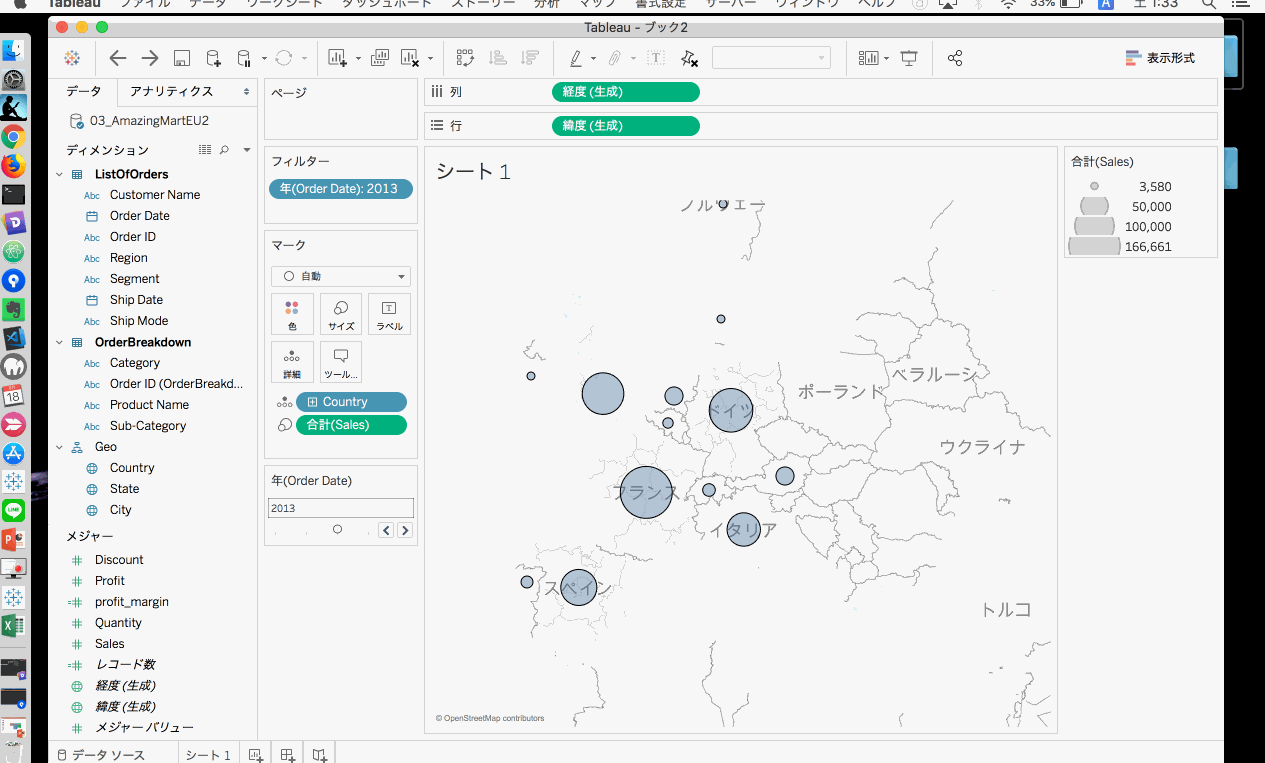 Tableau ファイル データ ワークシート ダッシュボード ストーリー 分析 マップ 書式設定 サーバー ウィンドウ ヘルプ 33% A 土 1:33
Tableau - ブック2
表示形式
データ アナリティクス
03_AmazingMartEU2
ディメンション
ListOfOrders
Abc Customer Name
Order Date
Abc Order ID
Abc Region
Abc Segment
Ship Date
Abc Ship Mode
OrderBreakdown
Abc Category
Abc Order ID (OrderBreakd...
Abc Product Name
Abc Sub-Category
Geo
Country
State
City
メジャー
Discount
Profit
profit_margin
Quantity
Sales
レコード数
経度 (生成)
緯度 (生成)
メジャー バリュー
ページ
フィルター
年(Order Date): 2013
マーク
自動
色 サイズ ラベル
詳細 ツール...
Country
合計(Sales)
年(Order Date)
2013
列 経度 (生成)
行 緯度 (生成)
シート 1
ノルウェー
ベラルーシ
ポーランド
ドイツ
ウクライナ
フランス
イタリア
スペイン
トルコ
© OpenStreetMap contributors
合計(Sales)
3,580
50,000
100,000
166,661
データ ソース シート 1